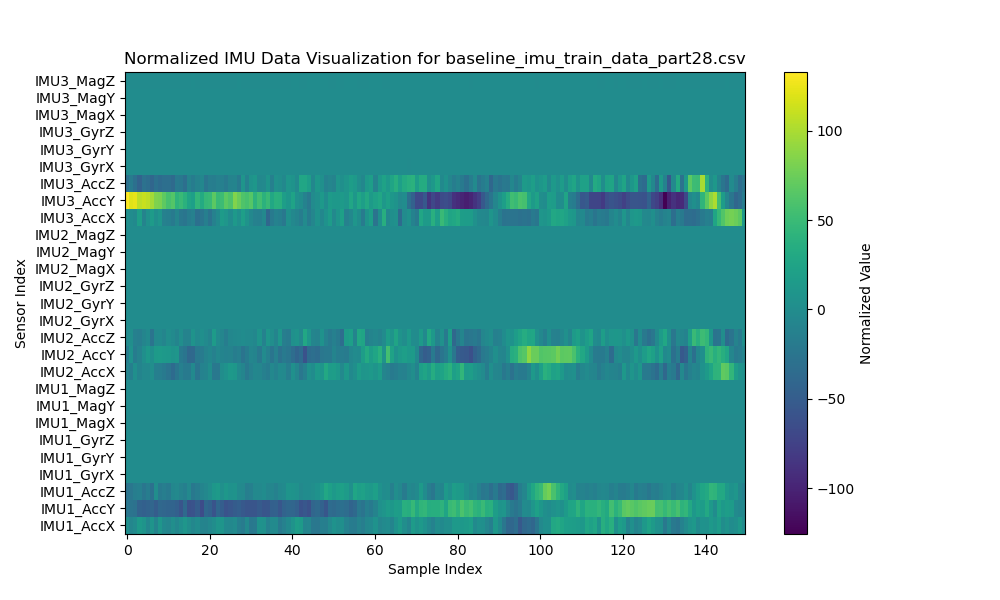 Normalized IMU Data Visualization for baseline_imu_train_data_part28.csv
IMU3_MagZ
IMU3_MagY
IMU3_MagX
IMU3_GyrZ
IMU3_GyrY
IMU3_GyrX
IMU3_AccZ
IMU3_AccY
IMU3_AccX
IMU2_MagZ
IMU2_MagY
IMU2_MagX
IMU2_GyrZ
IMU2_GyrY
IMU2_GyrX
IMU2_AccZ
IMU2_AccY
IMU2_AccX
IMU1_MagZ
IMU1_MagY
IMU1_MagX
IMU1_GyrZ
IMU1_GyrY
IMU1_GyrX
IMU1_AccZ
IMU1_AccY
IMU1_AccX
Sensor Index
0 20 40 60 80 100 120 140
Sample Index
100
50
0
−50
−100
Normalized Value